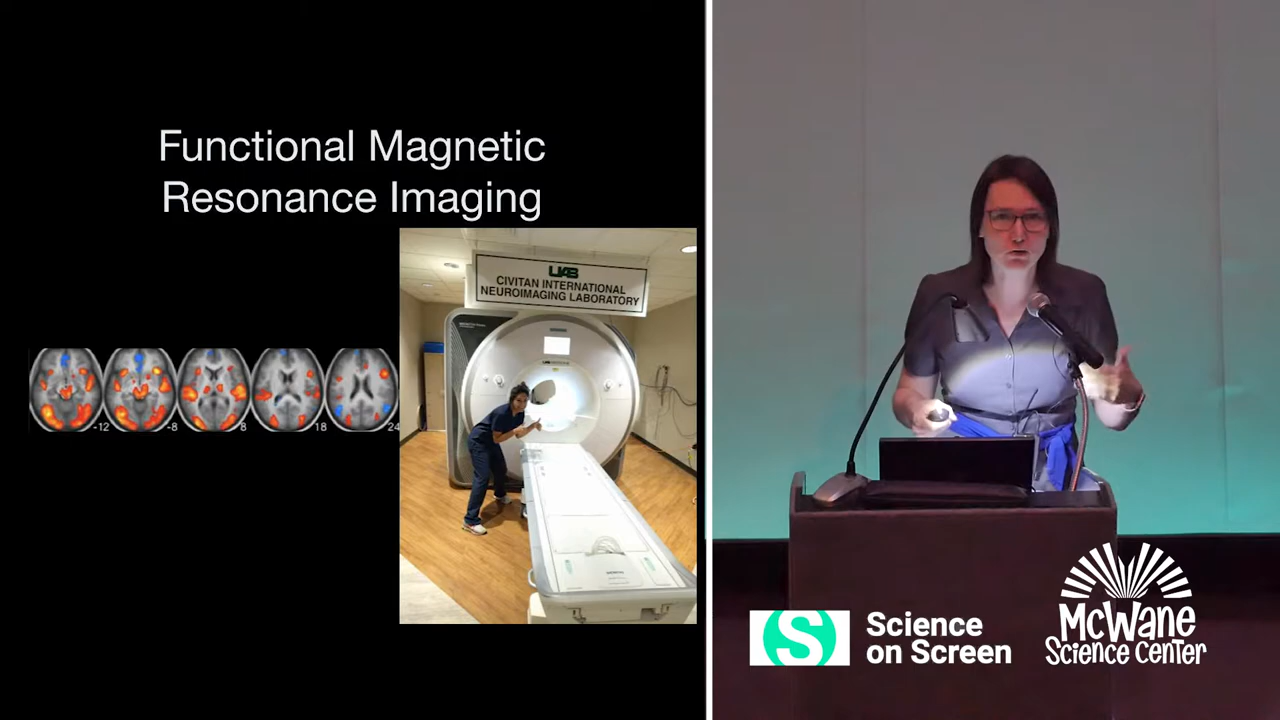 Functional Magnetic
Resonance Imaging
UAB
CIVITAN INTERNATIONAL
NEUROIMAGING LABORATORY
-12
-8
8
18
24
Science
on Screen
McWANE
SCIENCE CENTER